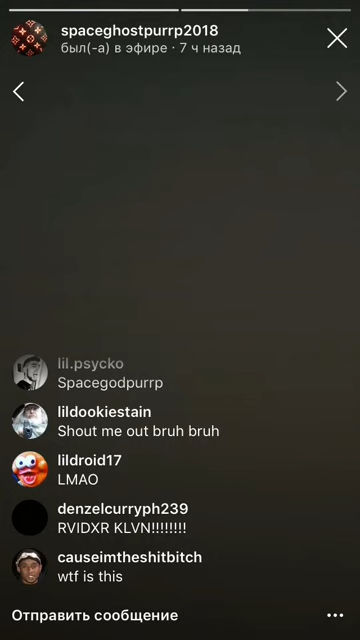 spaceghostpurrp2018
был(-а) в эфире · 7 ч назад
lil.psycko
Spacegodpurrp
lildookiestain
Shout me out bruh bruh
lildroid17
LMAO
denzelcurryph239
RVIDXR KLVN!!!!!!!!
causeimtheshitbitch
wtf is this
Отправить сообщение